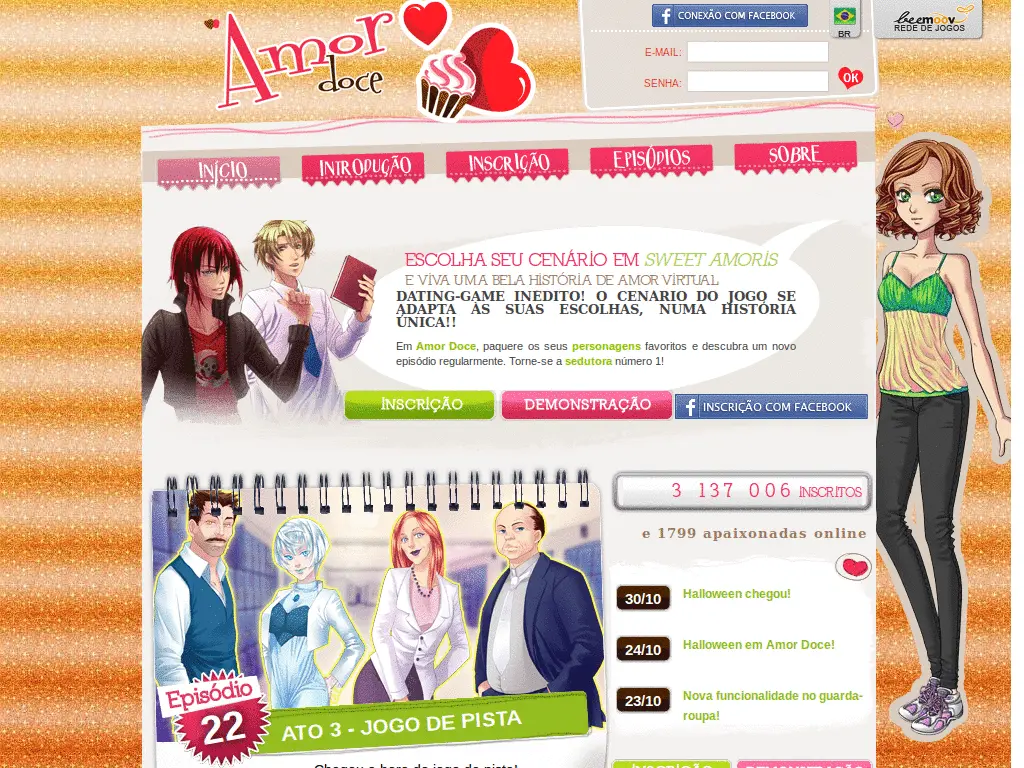 Amor
doce
CONEXÃO COM FACEBOOK
BR
beemoov
REDE DE JOGOS
E-MAIL:
SENHA:
OK
INÍCIO
INTRODUÇÃO
INSCRIÇÃO
EPISÓDIOS
SOBRE
ESCOLHA SEU CENÁRIO EM SWEET AMORIS
E VIVA UMA BELA HISTÓRIA DE AMOR VIRTUAL
DATING-GAME INEDITO! O CENARIO DO JOGO SE
ADAPTA ÀS SUAS ESCOLHAS, NUMA HISTÓRIA
ÚNICA!!
Em Amor Doce, paquere os seus personagens favoritos e descubra um novo
episódio regularmente. Torne-se a sedutora número 1!
INSCRIÇÃO
DEMONSTRAÇÃO
INSCRIÇÃO COM FACEBOOK
3 137 006 INSCRITOS
e 1799 apaixonadas online
30/10 Halloween chegou!
24/10 Halloween em Amor Doce!
23/10 Nova funcionalidade no guarda-
roupa!
Episódio
22
ATO 3 - JOGO DE PISTA
Chegou a hora do jogo de pista!
INSCRIÇÃO
DEMONSTRAÇÃO